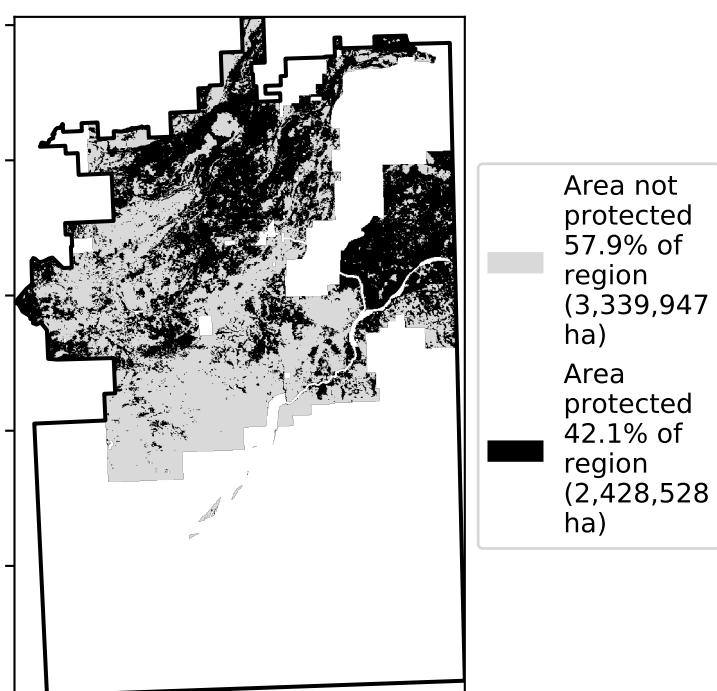 Area not
protected
57.9% of
region
(3,339,947
ha)
Area
protected
42.1% of
region
(2,428,528
ha)